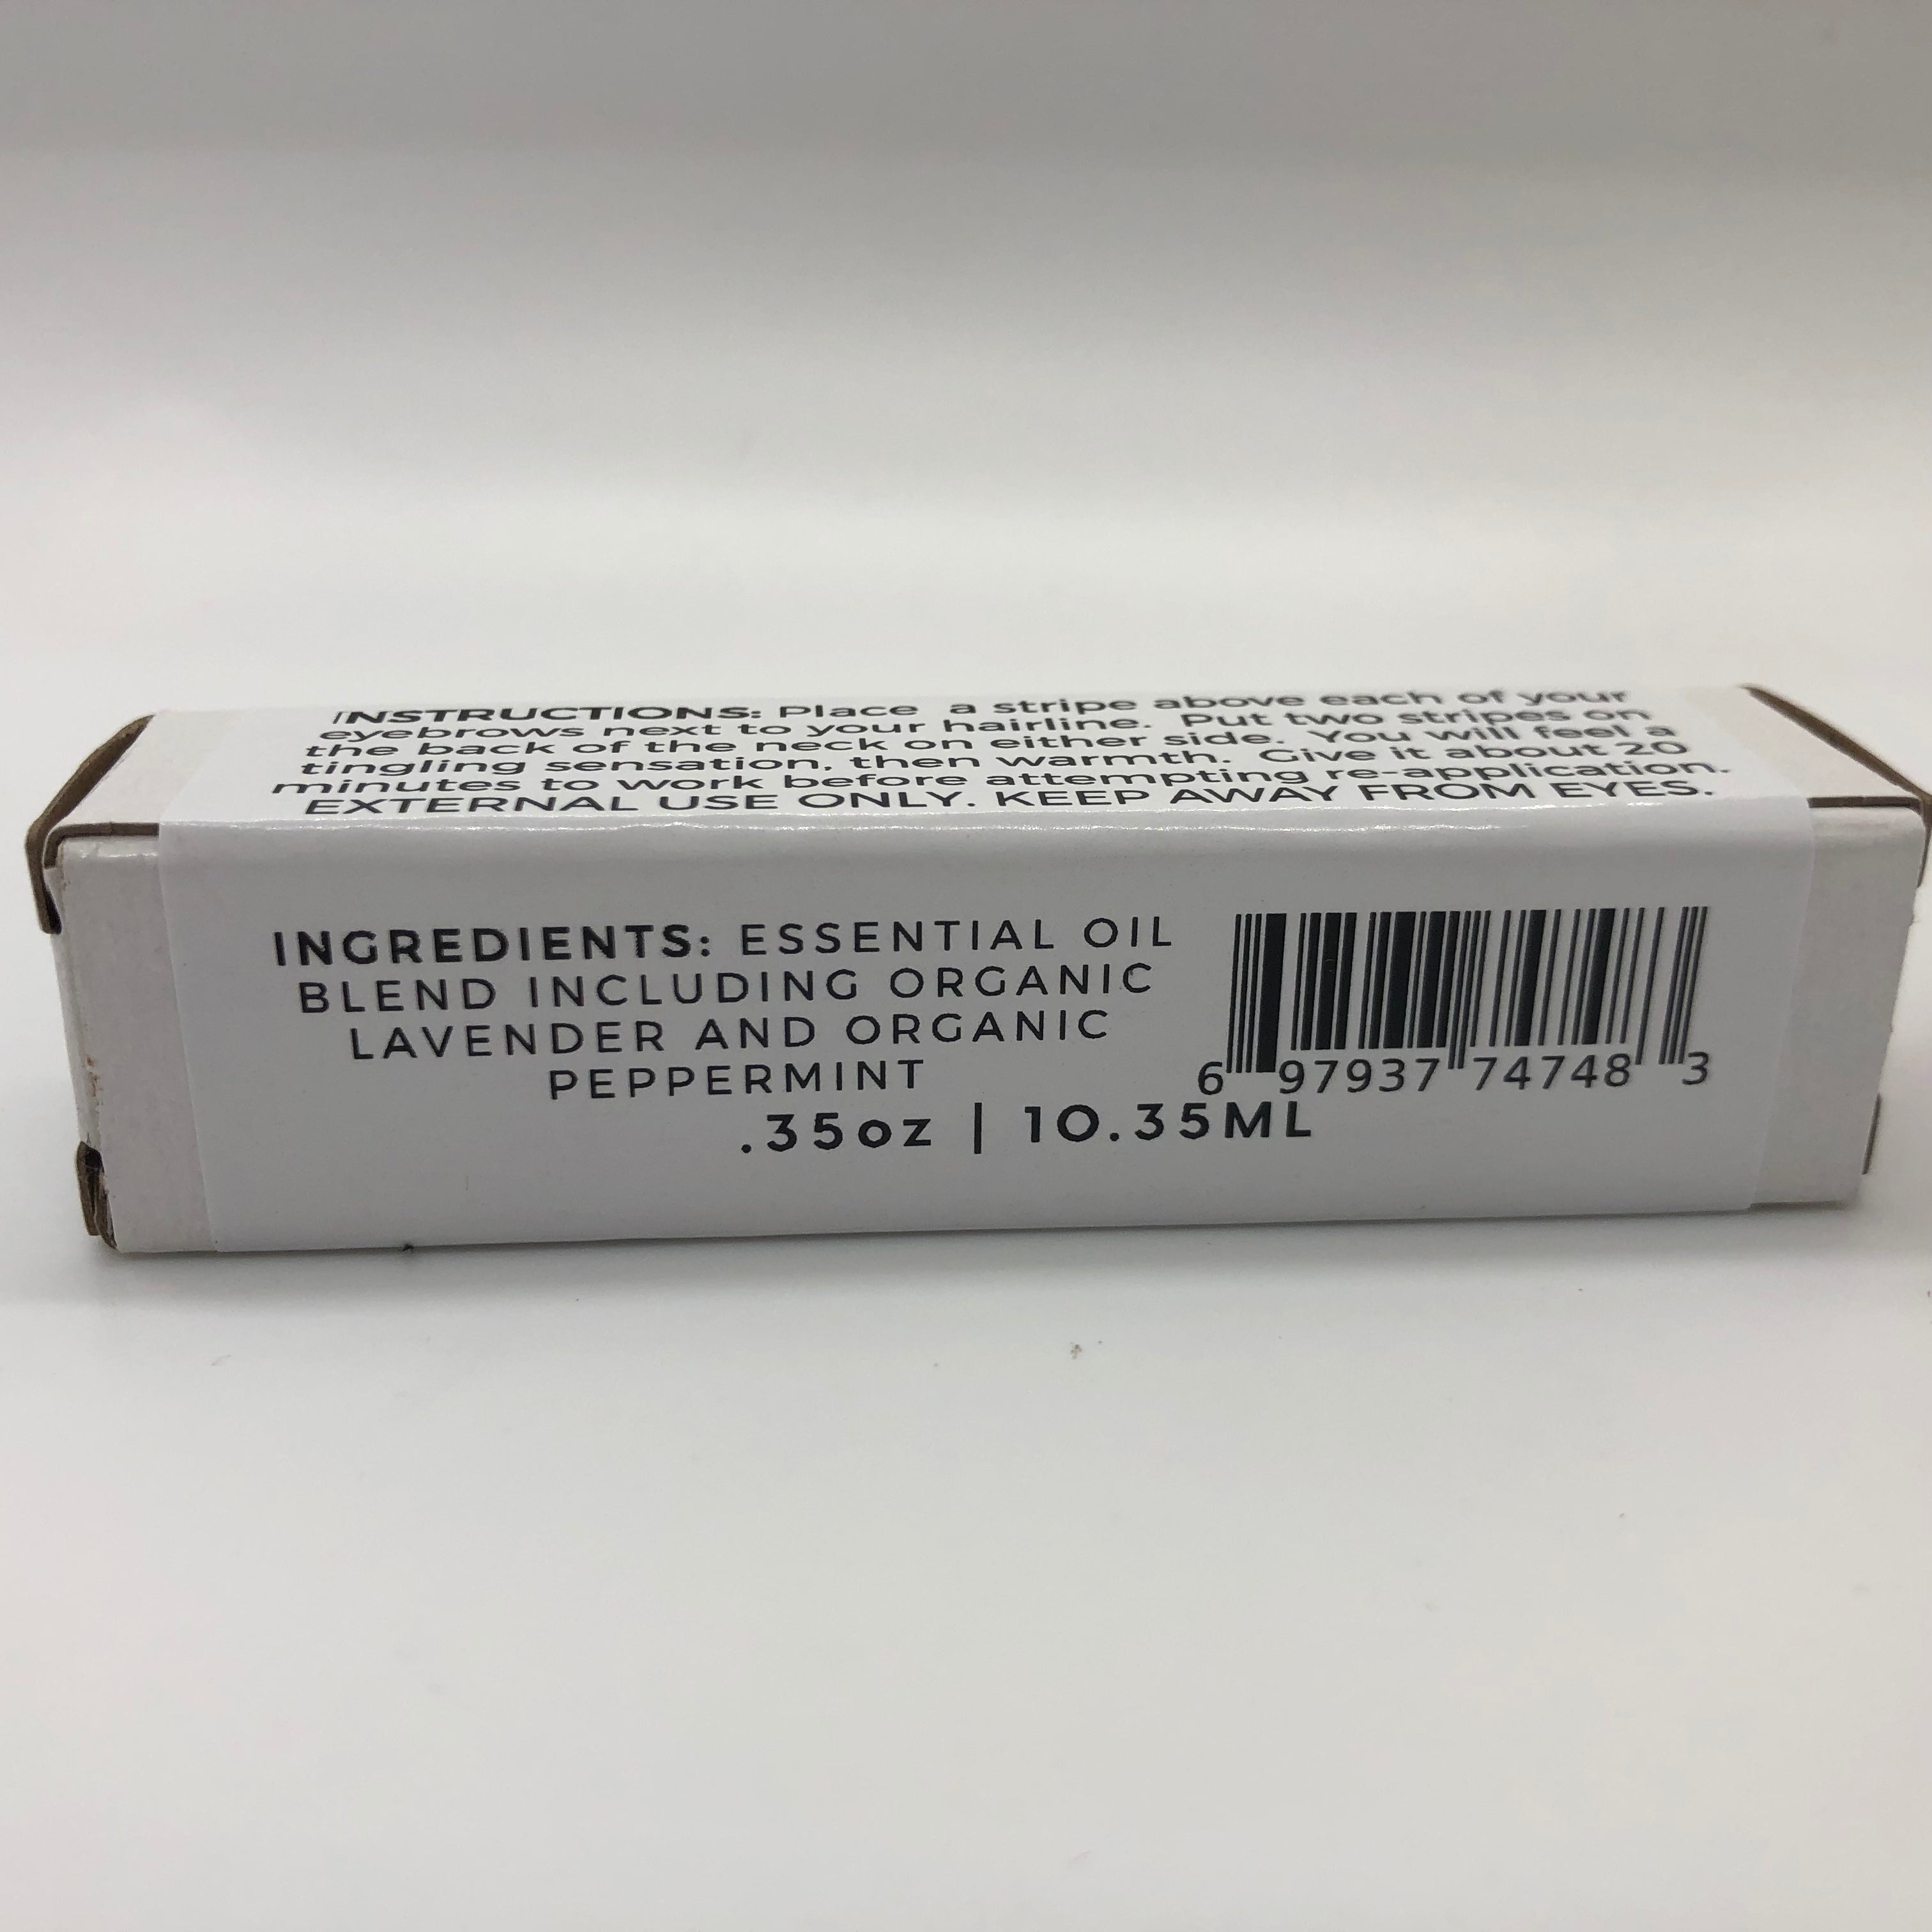 INSTRUCTIONS: Place a stripe above each of your
eyebrows next to your hairline. Put two stripes on
the back of the neck on either side. You will feel a
tingling sensation, then warmth. Give it about 20
minutes to work before attempting re-application.
EXTERNAL USE ONLY. KEEP AWAY FROM EYES.
INGREDIENTS: ESSENTIAL OIL
BLEND INCLUDING ORGANIC
LAVENDER AND ORGANIC
PEPPERMINT
6 97937 74748 3
.35oz | 10.35ML